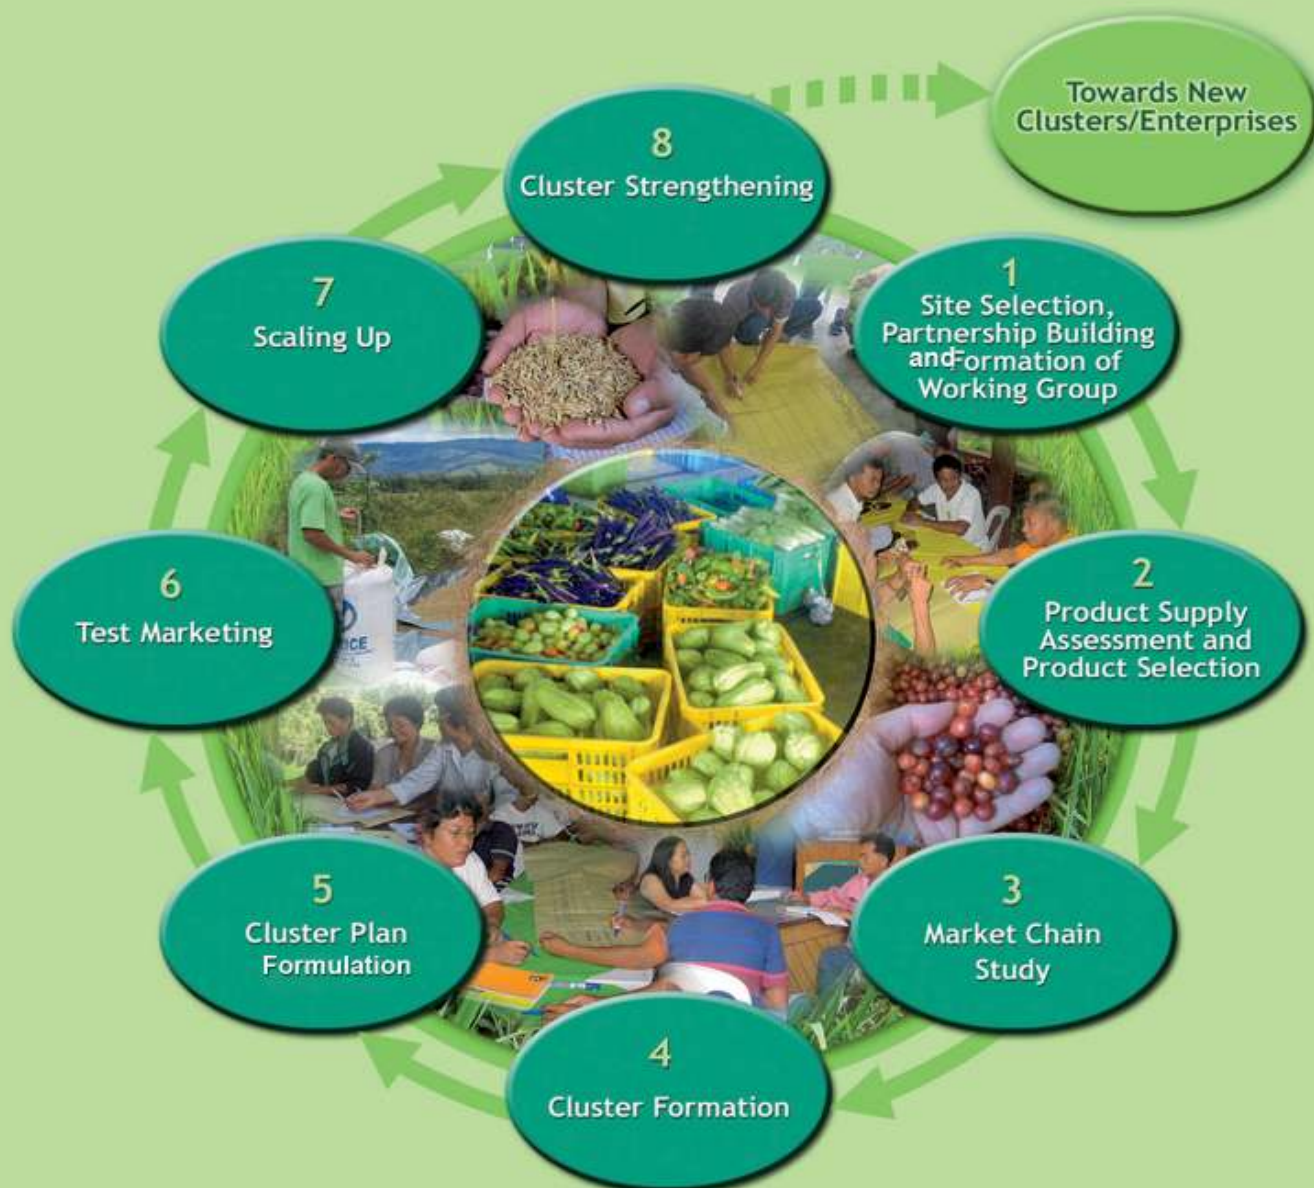 Towards New
Clusters/Enterprises
8
Cluster Strengthening
1
Site Selection,
Partnership Building
and Formation of
Working Group
7
Scaling Up
2
Product Supply
Assessment and
Product Selection
6
Test Marketing
3
Market Chain
Study
5
Cluster Plan
Formulation
4
Cluster Formation